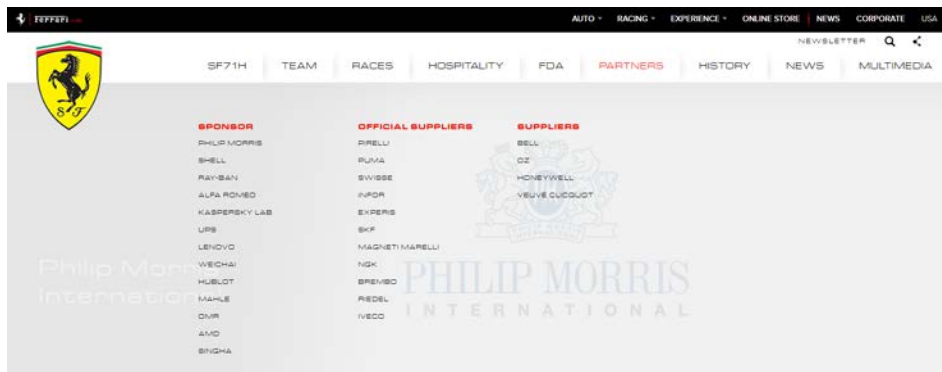 Ferrari
AUTO RACING EXPERIENCE ONLINE STORE NEWS CORPORATE USA
NEWSLETTER
SF71H TEAM RACES HOSPITALITY FDA PARTNERS HISTORY NEWS MULTIMEDIA
S F
SPONSOR OFFICIAL SUPPLIERS SUPPLIERS
PHILIP MORRIS PIRELLI BELL
SHELL PUMA OZ
RAY-BAN SWISSE HONEYWELL
ALFA ROMEO INFOR VEUVE CLICQUOT
KASPERSKY LAB EXPERIS
UPS SKF
LENOVO MAGNETI MARELLI
WEICHAI NGK
HUBLOT BREMBO
MAHLE RIEDEL
OMR IVECO
AMD
SINGHA
Philip Morris
International
PHILIP MORRIS
INTERNATIONAL